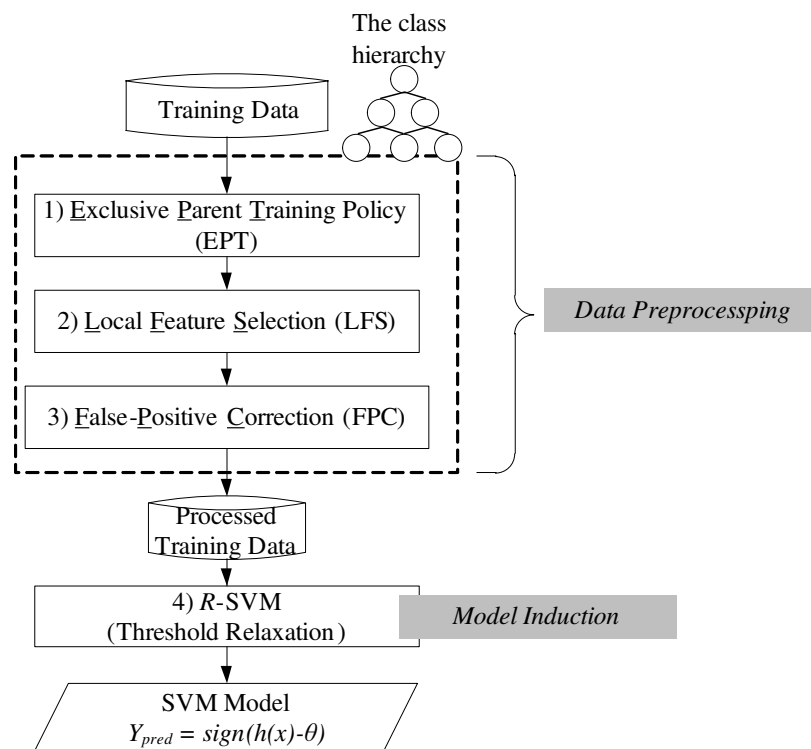 The class
hierarchy
Training Data
1) Exclusive Parent Training Policy
(EPT)
2) Local Feature Selection (LFS)
Data Preprocessping
3) False-Positive Correction (FPC)
Processed
Training Data
4) R-SVM
(Threshold Relaxation)
Model Induction
SVM Model
Y_pred = sign(h(x)-θ)